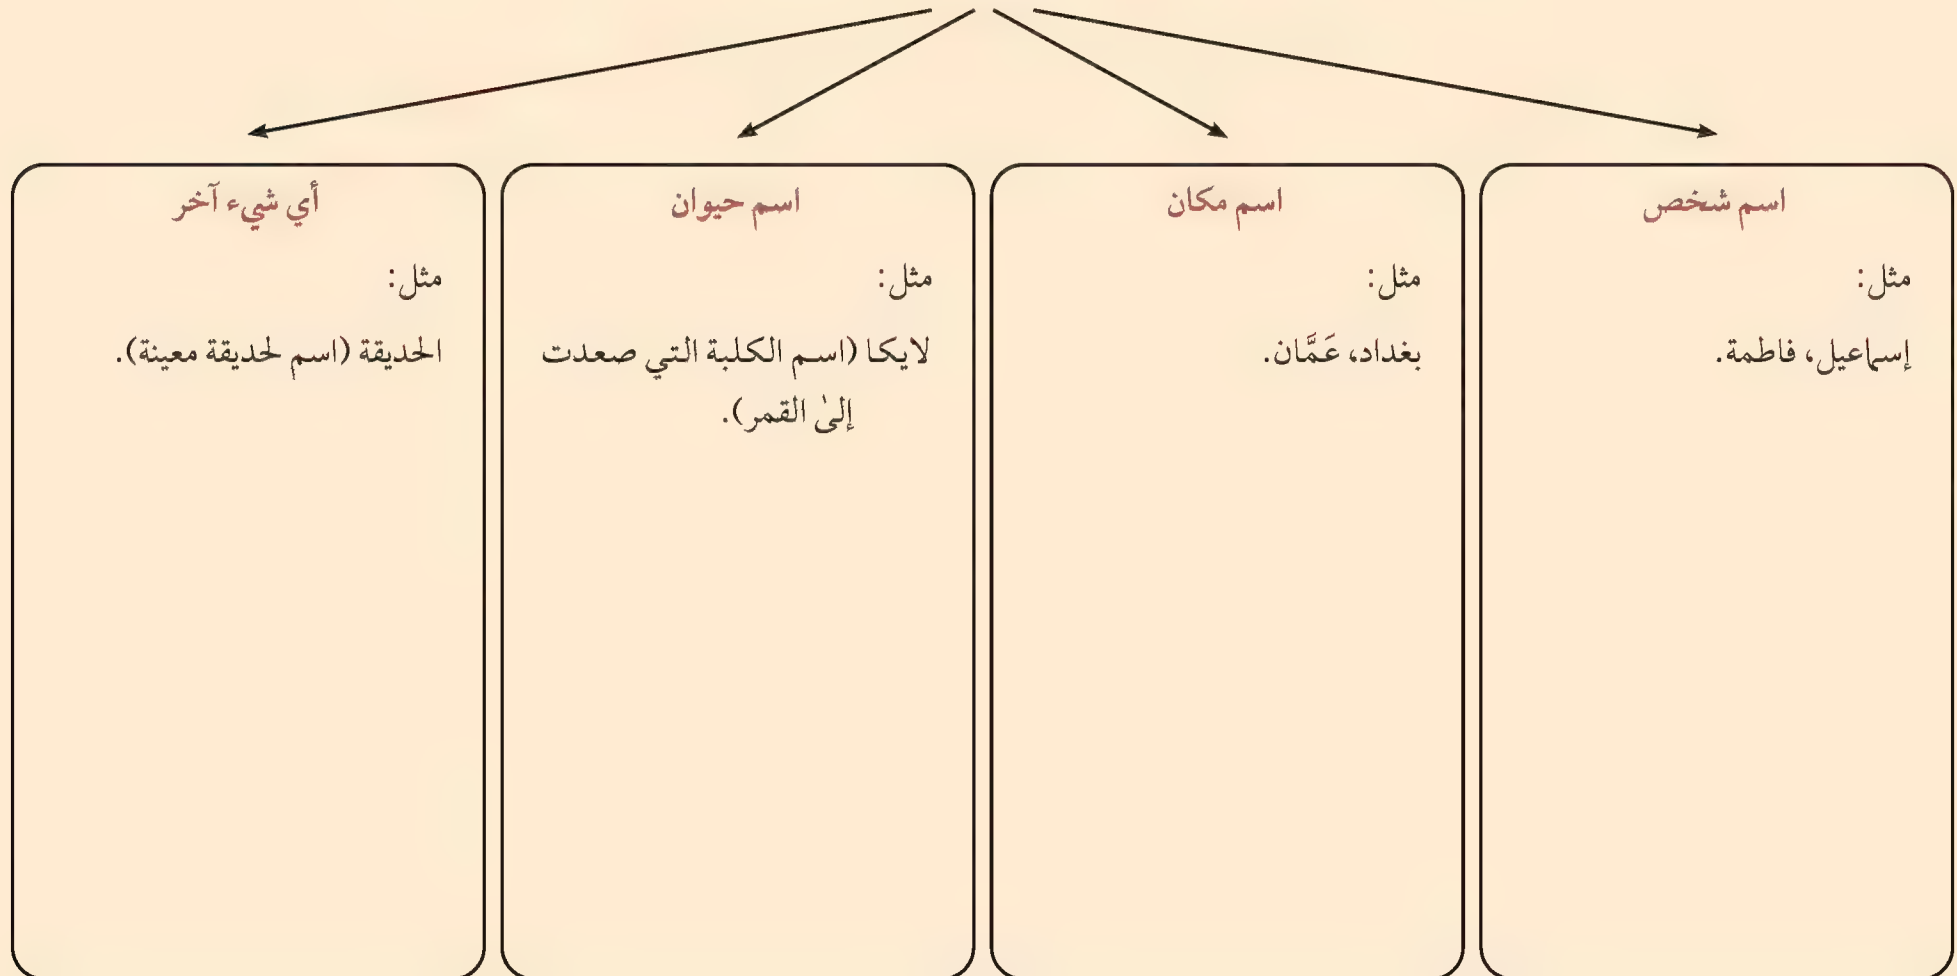 اسم شخص
مثل:
إسماعيل، فاطمة.
اسم مكان
مثل:
بغداد، عَمَّان.
اسم حيوان
مثل:
لايكا (اسم الكلبة التي صعدت
إلىٰ القمر).
أي شيء آخر
مثل:
الحديقة (اسم لحديقة معينة).